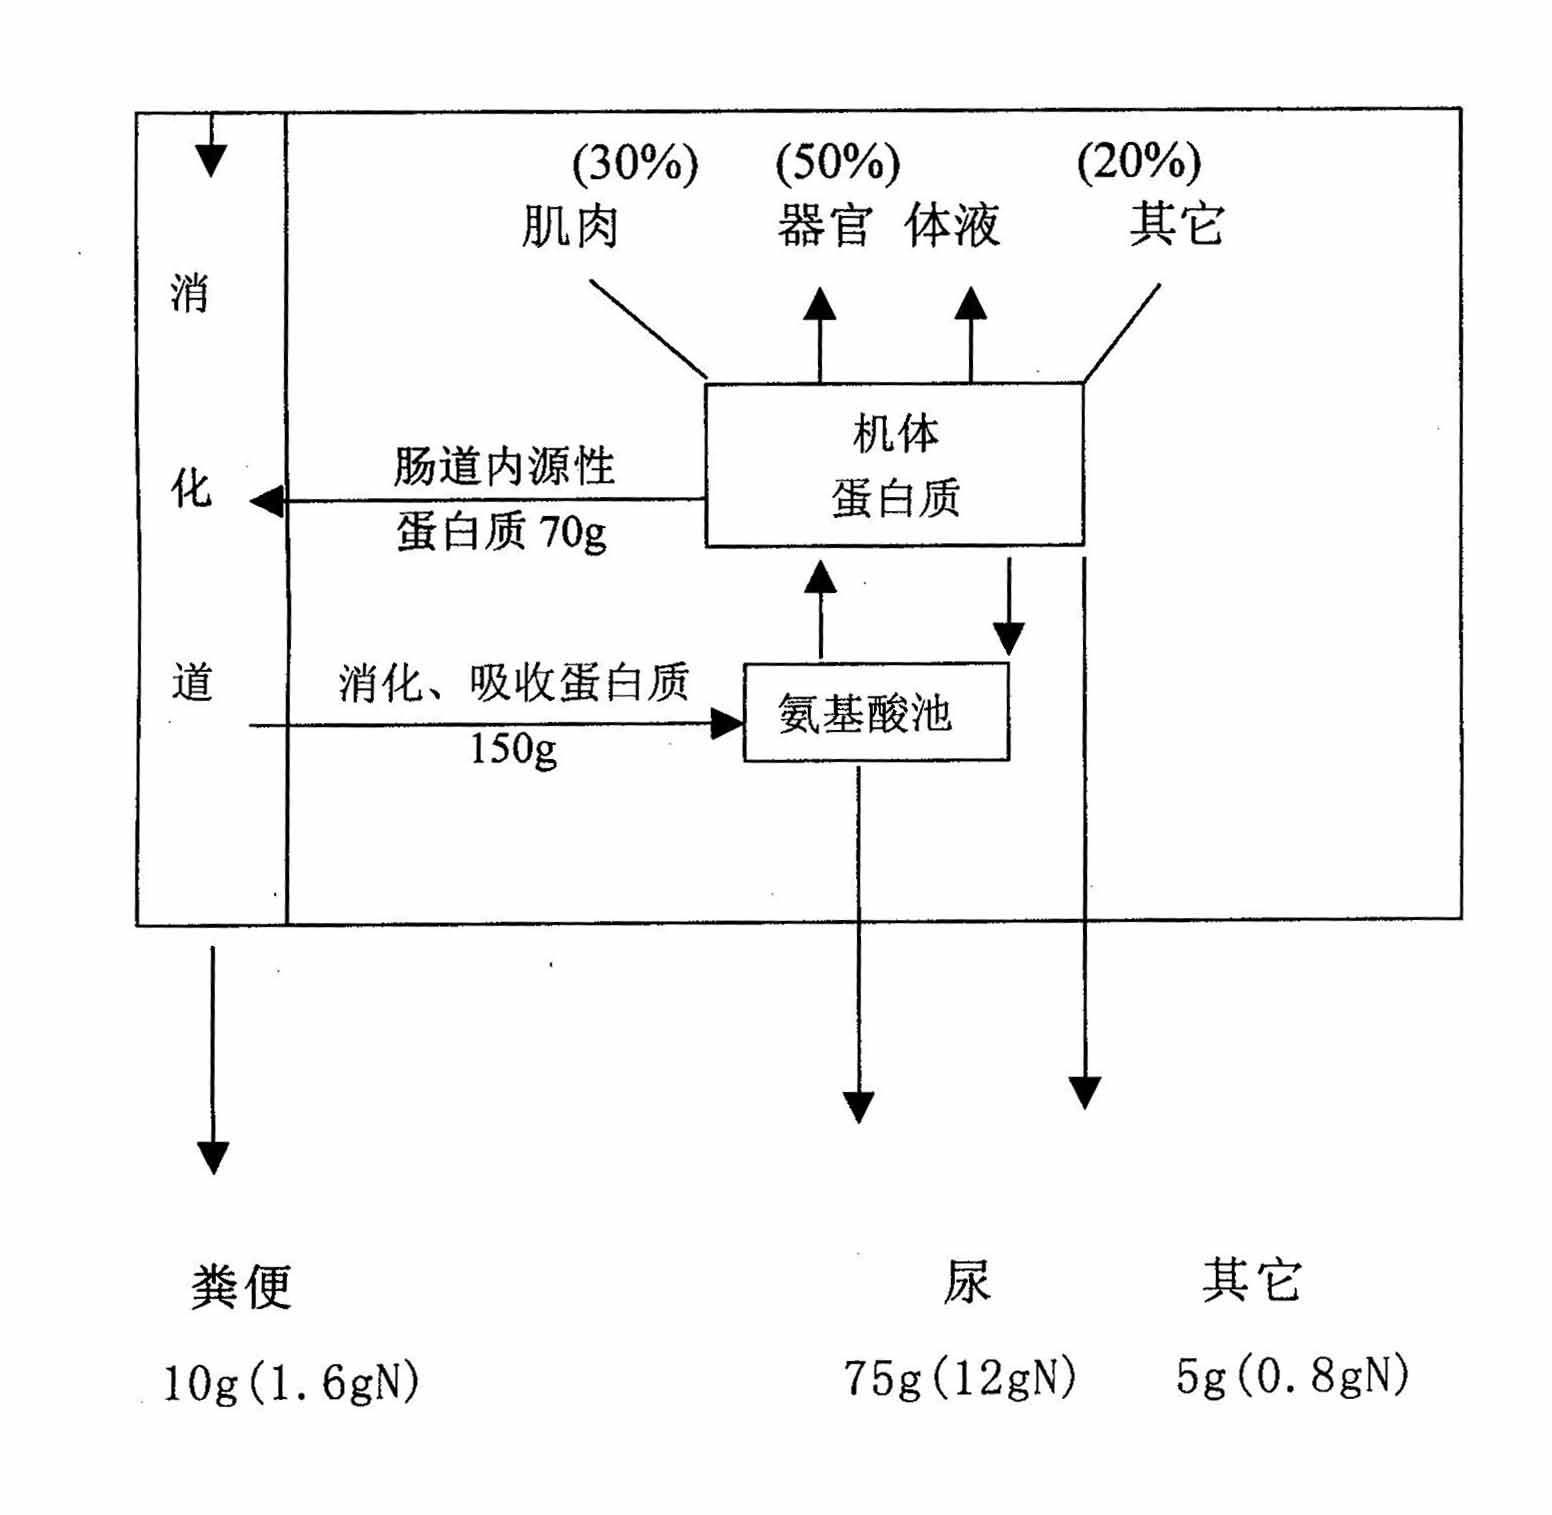 (30%) (50%) (20%)
肌肉 器官 体液 其它
消
化
道
机体
蛋白质
肠道内源性
蛋白质 70g
消化、吸收蛋白质
150g
氨基酸池
粪便 尿 其它
10g(1.6gN) 75g(12gN) 5g(0.8gN)